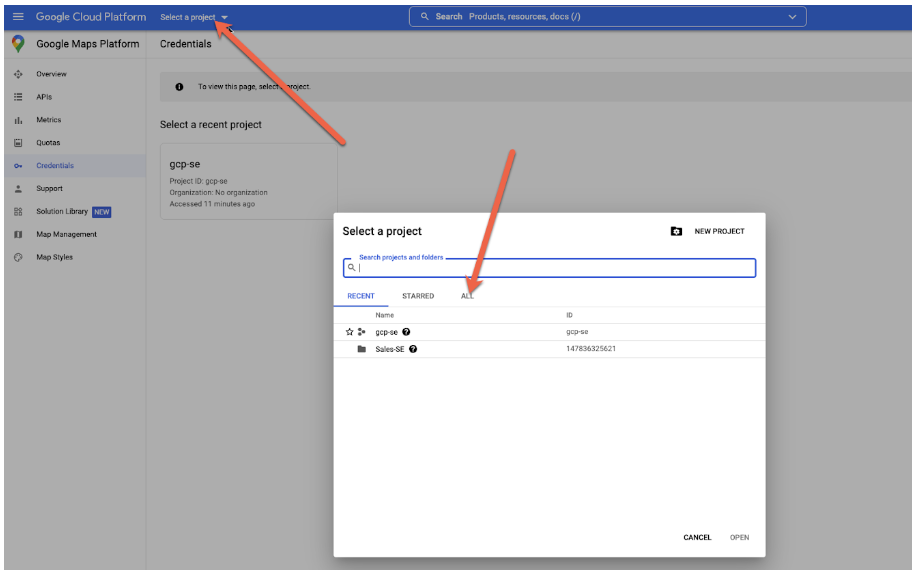 Google Cloud Platform Select a project Search Products, resources, docs (/)
Google Maps Platform Credentials
Overview
APIs
Metrics
Quotas
Credentials
Support
Solution Library NEW
Map Management
Map Styles
To view this page, select a project.
Select a recent project
gcp-se
Project ID: gcp-se
Organization: No organization
Accessed 11 minutes ago
Select a project NEW PROJECT
Search projects and folders
RECENT STARRED ALL
Name ID
gcp-se gcp-se
Sales-SE 147836325621
CANCEL OPEN